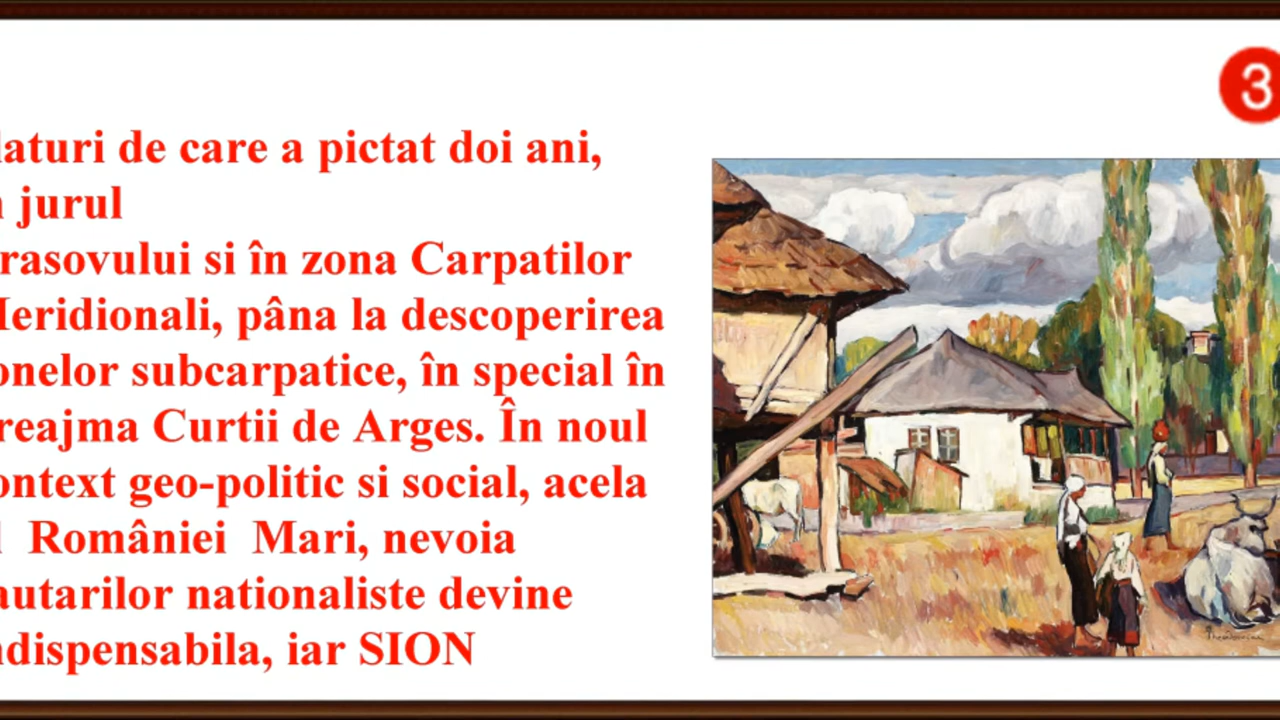 3
laturi de care a pictat doi ani,
n jurul
rasovului si în zona Carpatilor
Meridionali, pâna la descoperirea
onelor subcarpatice, în special în
reajma Curtii de Arges. În noul
ontext geo-politic si social, acela
l României Mari, nevoia
autarilor nationaliste devine
ndispensabila, iar SION